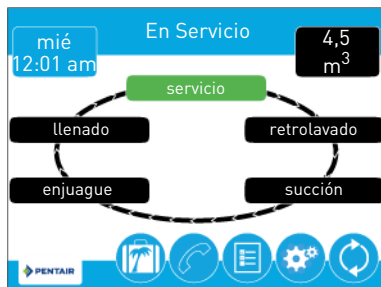 mié
12:01 am
En Servicio
4,5
m³
servicio
llenado
retrolavado
enjuague
succión
PENTAIR